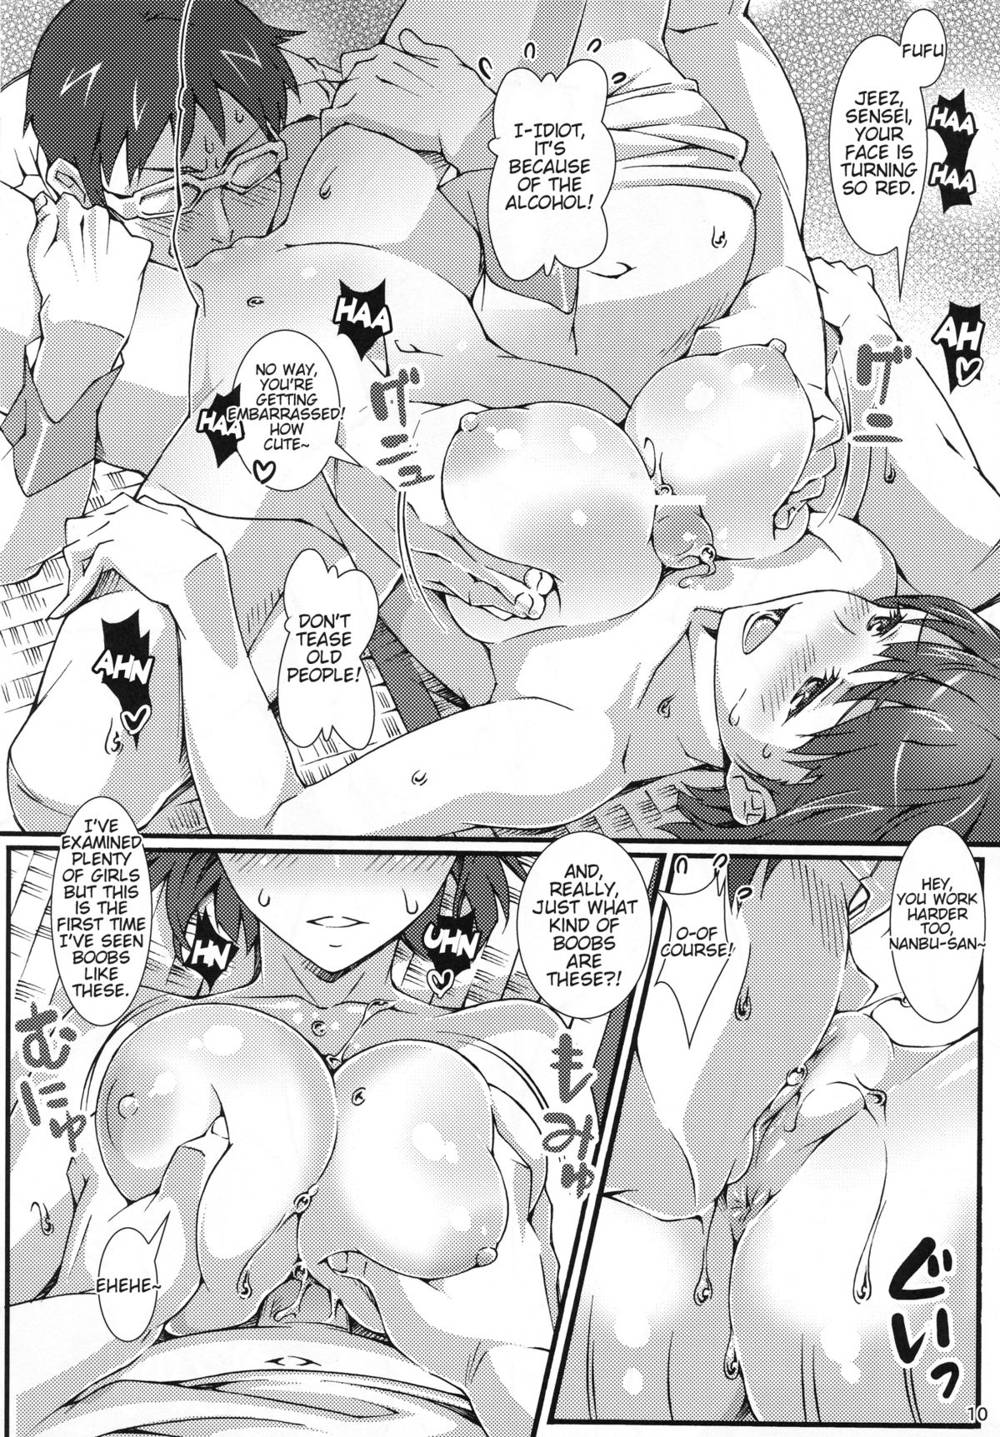 FUFU
JEEZ,
SENSEI,
YOUR
FACE IS
TURNING
SO RED.
HAA
HAA
I-IDIOT,
IT'S
BECAUSE
OF THE
ALCOHOL!
AH
HAA
ゲ
ニ
ゲ
ニ
NO WAY,
YOU'RE
GETTING
EMBARRASSED!
HOW
CUTE~
HAA
DON'T
TEASE
OLD
PEOPLE!
AHN
HEY,
YOU WORK
HARDER
TOO,
NANBU-SAN~
O-OF
COURSE!
ぐいっ
AND,
REALLY,
JUST WHAT
KIND OF
BOOBS
ARE
THESE?!
I'VE
EXAMINED
PLENTY
OF GIRLS
BUT THIS
IS THE
FIRST TIME
I'VE SEEN
BOOBS
LIKE
THESE.
UHN
HN
もみゅ
むにゅ
EHEHE~
10